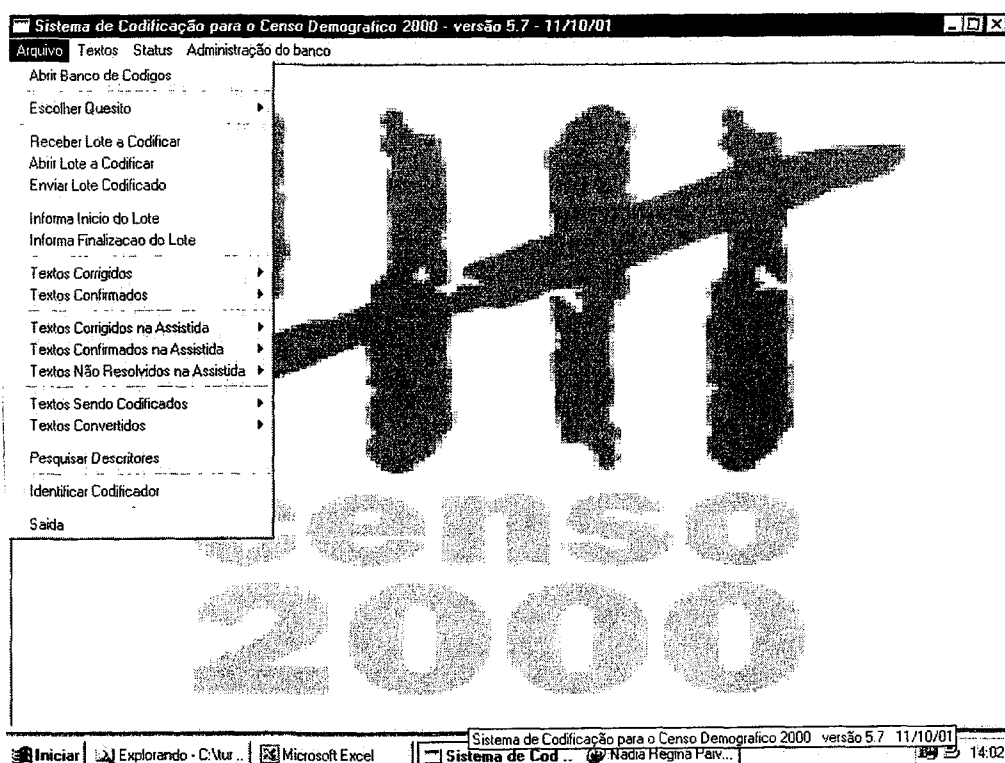 Sistema de Codificação para o Censo Demografico 2000 - versão 5.7 - 11/10/01
Arquivo Textos Status Administração do banco
Abrir Banco de Codigos
Escolher Quesito
Receber Lote a Codificar
Abrir Lote a Codificar
Enviar Lote Codificado
Informa Inicio do Lote
Informa Finalizacao do Lote
Textos Corrigidos
Textos Confirmados
Textos Corrigidos na Assistida
Textos Confirmados na Assistida
Textos Não Resolvidos na Assistida
Textos Sendo Codificados
Textos Convertidos
Pesquisar Descritores
Identificar Codificador
Saida
censo
2000
Sistema de Codificação para o Censo Demografico 2000 versão 5.7 11/10/01
Iniciar Explorando - C:\tur .. Microsoft Excel Sistema de Cod .. Nadia Regina Paiv... 14:02